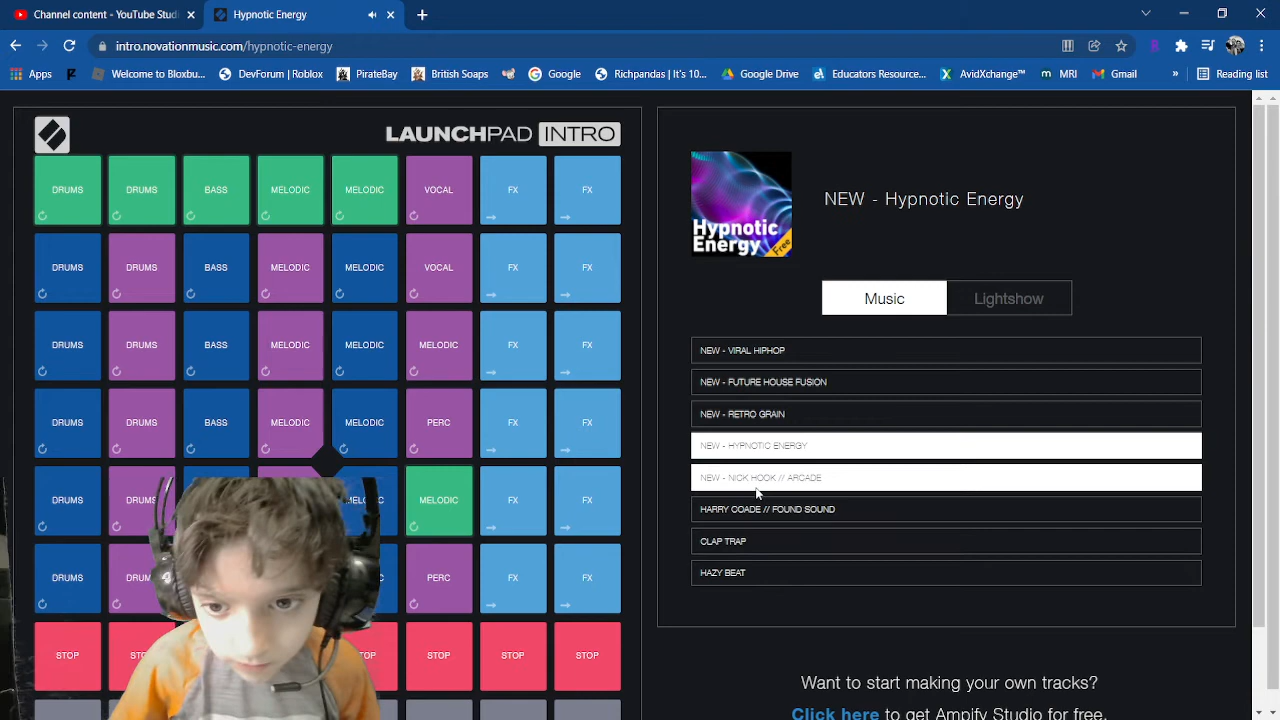 Channel content - YouTube Studi
Hypnotic Energy
intro.novationmusic.com/hypnotic-energy
Apps
Welcome to Bloxbu...
DevForum | Roblox
PirateBay
British Soaps
Google
Richpandas | It's 10...
Google Drive
Educators Resource...
AvidXchange™
MRI
Gmail
»
Reading list
LAUNCHPAD INTRO
DRUMS DRUMS BASS MELODIC MELODIC VOCAL FX FX
DRUMS DRUMS BASS MELODIC MELODIC VOCAL FX FX
DRUMS DRUMS BASS MELODIC MELODIC MELODIC FX FX
DRUMS DRUMS BASS MELODIC MELODIC PERC FX FX
DRUMS DRUMS MELODIC FX FX
DRUMS PERC FX FX
STOP STOP STOP STOP
Hypnotic
Energy
Free
NEW - Hypnotic Energy
Music Lightshow
NEW - VIRAL HIPHOP
NEW - FUTURE HOUSE FUSION
NEW - RETRO GRAIN
NEW - HYPNOTIC ENERGY
NEW - NICK HOOK // ARCADE
HARRY COADE // FOUND SOUND
CLAP TRAP
HAZY BEAT
Want to start making your own tracks?
Click here to get Ampify Studio for free.